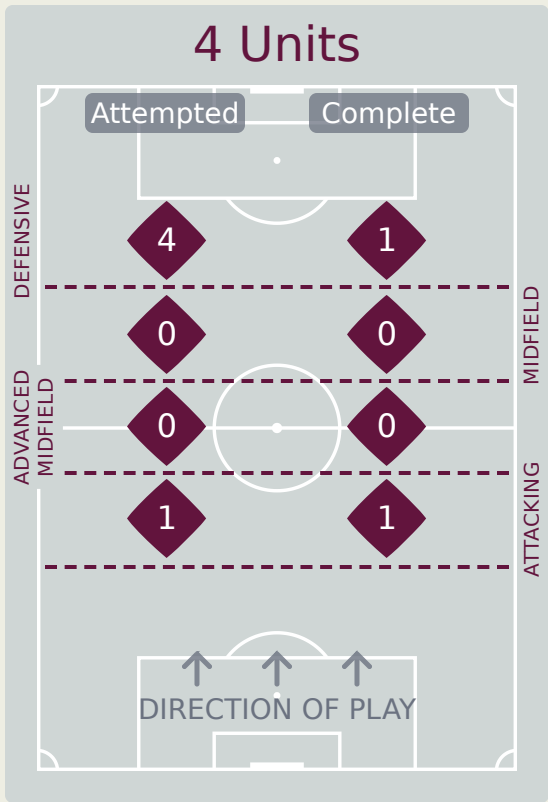 4 Units
Attempted
Complete
DEFENSIVE
4
1
MIDFIELD
0
0
ADVANCED
MIDFIELD
0
0
ATTACKING
1
1
DIRECTION OF PLAY